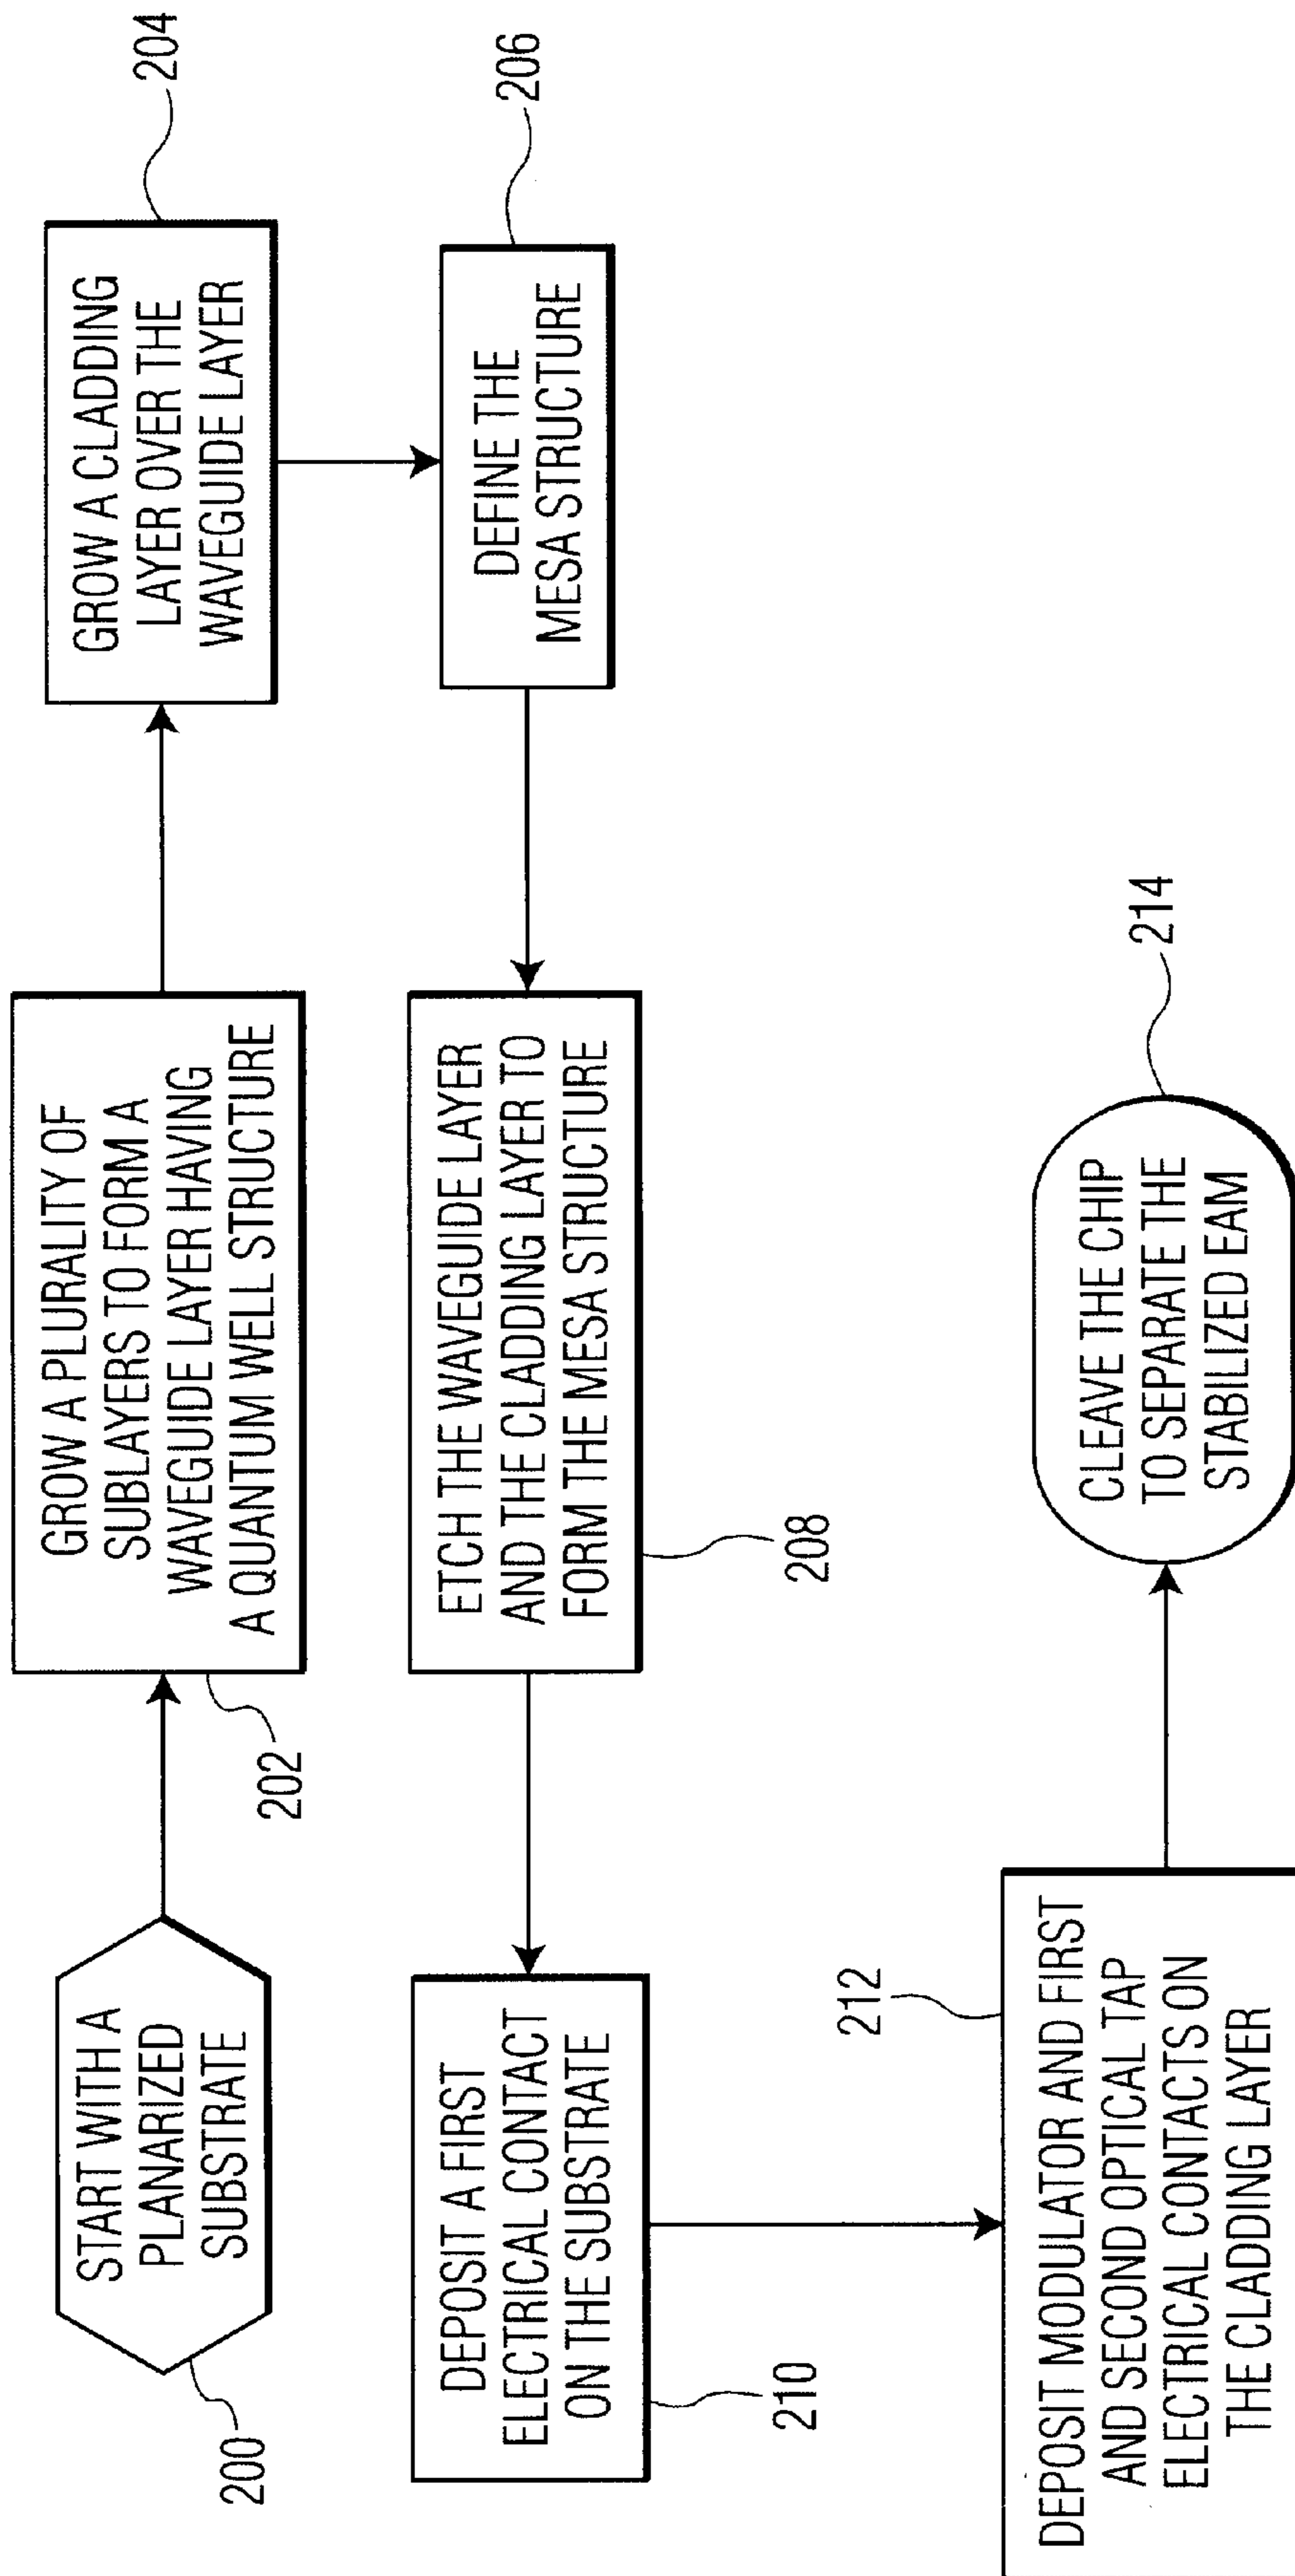 START WITH A
PLANARIZED
SUBSTRATE
200
GROW A PLURALITY OF
SUBLAYERS TO FORM A
WAVEGUIDE LAYER HAVING
A QUANTUM WELL STRUCTURE
202
GROW A CLADDING
LAYER OVER THE
WAVEGUIDE LAYER
204
DEFINE THE
MESA STRUCTURE
206
ETCH THE WAVEGUIDE LAYER
AND THE CLADDING LAYER TO
FORM THE MESA STRUCTURE
208
DEPOSIT A FIRST
ELECTRICAL CONTACT
ON THE SUBSTRATE
210
DEPOSIT MODULATOR AND FIRST
AND SECOND OPTICAL TAP
ELECTRICAL CONTACTS ON
THE CLADDING LAYER
212
CLEAVE THE CHIP
TO SEPARATE THE
STABILIZED EAM
214